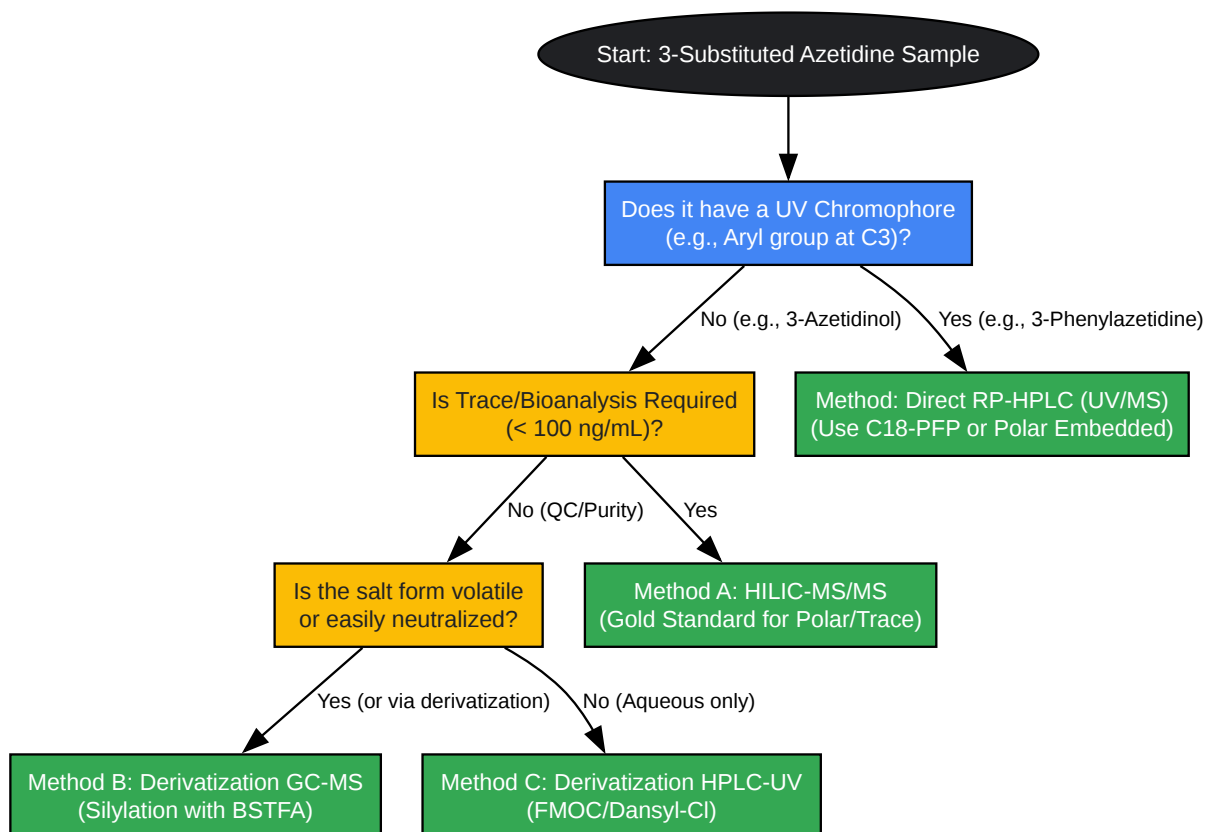 Start: 3-Substituted Azetidine Sample
Does it have a UV Chromophore
(e.g., Aryl group at C3)?
No (e.g., 3-Azetidinol)
Yes (e.g., 3-Phenylazetidine)
Is Trace/Bioanalysis Required
(< 100 ng/mL)?
Method: Direct RP-HPLC (UV/MS)
(Use C18-PFP or Polar Embedded)
No (QC/Purity)
Yes
Is the salt form volatile
or easily neutralized?
Method A: HILIC-MS/MS
(Gold Standard for Polar/Trace)
Yes (or via derivatization)
No (Aqueous only)
Method B: Derivatization GC-MS
(Silylation with BSTFA)
Method C: Derivatization HPLC-UV
(FMOC/Dansyl-Cl)